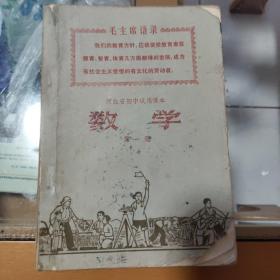 毛主席语录
我们的教育方针，应该使受教育者在
德育、智育、体育几方面都得到发展，成为
有社会主义觉悟的有文化的劳动者。
河北省初中试用课本
数学
第一册